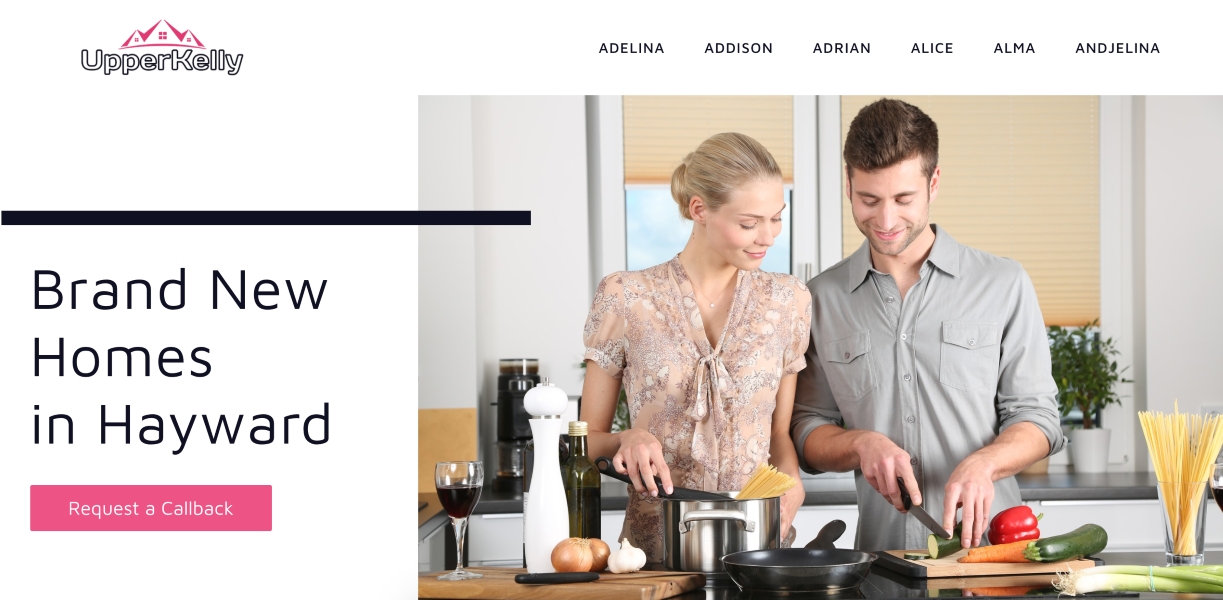 UpperKelly
ADELINA ADDISON ADRIAN ALICE ALMA ANDJELINA
Brand New
Homes
in Hayward
Request a Callback